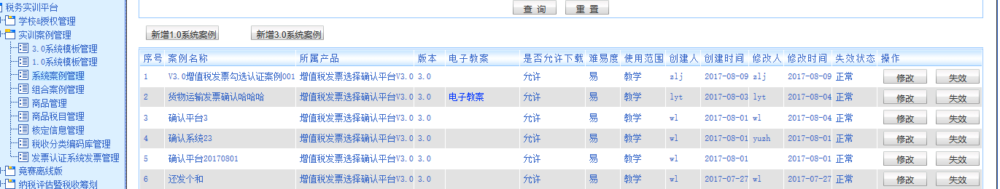 税务实训平台
学校&授权管理
实训案例管理
3.0系统模板管理
1.0系统模板管理
系统案例管理
组合案例管理
商品管理
商品税目管理
核定信息管理
税收分类编码库管理
发票认证系统发票管理
竞赛离线版
纳税评估暨税收筹划
查 询 重 置
新增1.0系统案例 新增3.0系统案例
序号 案例名称 所属产品 版本 电子教案 是否允许下载 难易度 使用范围 创建人 创建时间 修改人 修改时间 失效状态 操作
1 V3.0增值税发票勾选认证案例001 增值税发票选择确认平台V3.0 3.0 允许 易 教学 zlj 2017-08-09 zlj 2017-08-09 正常 修改 失效
2 货物运输发票确认哈哈哈 增值税发票选择确认平台V3.0 3.0 电子教案 允许 易 教学 lyt 2017-08-03 lyt 2017-08-04 正常 修改 失效
3 确认平台3 增值税发票选择确认平台V3.0 3.0 允许 易 教学 wl 2017-08-01 wl 2017-08-04 正常 修改 失效
4 确认系统23 增值税发票选择确认平台V3.0 3.0 允许 易 教学 wl 2017-08-01 yuzh 2017-08-01 正常 修改 失效
5 确认平台20170801 增值税发票选择确认平台V3.0 3.0 允许 易 教学 wl 2017-08-01 2017-08-01 正常 修改 失效
6 还发个和 增值税发票选择确认平台V3.0 3.0 允许 易 教学 wl 2017-07-27 wl 2017-07-27 正常 修改 失效